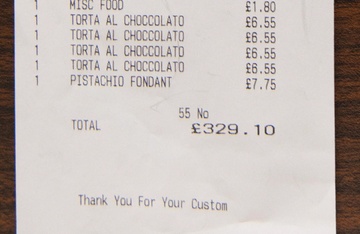 1 MISC FOOD £1.80
1 TORTA AL CHOCCOLATO £6.55
1 TORTA AL CHOCCOLATO £6.55
1 TORTA AL CHOCCOLATO £6.55
1 TORTA AL CHOCCOLATO £6.55
1 PISTACHIO FONDANT £7.75
55 No
TOTAL £329.10
Thank You For Your Custom